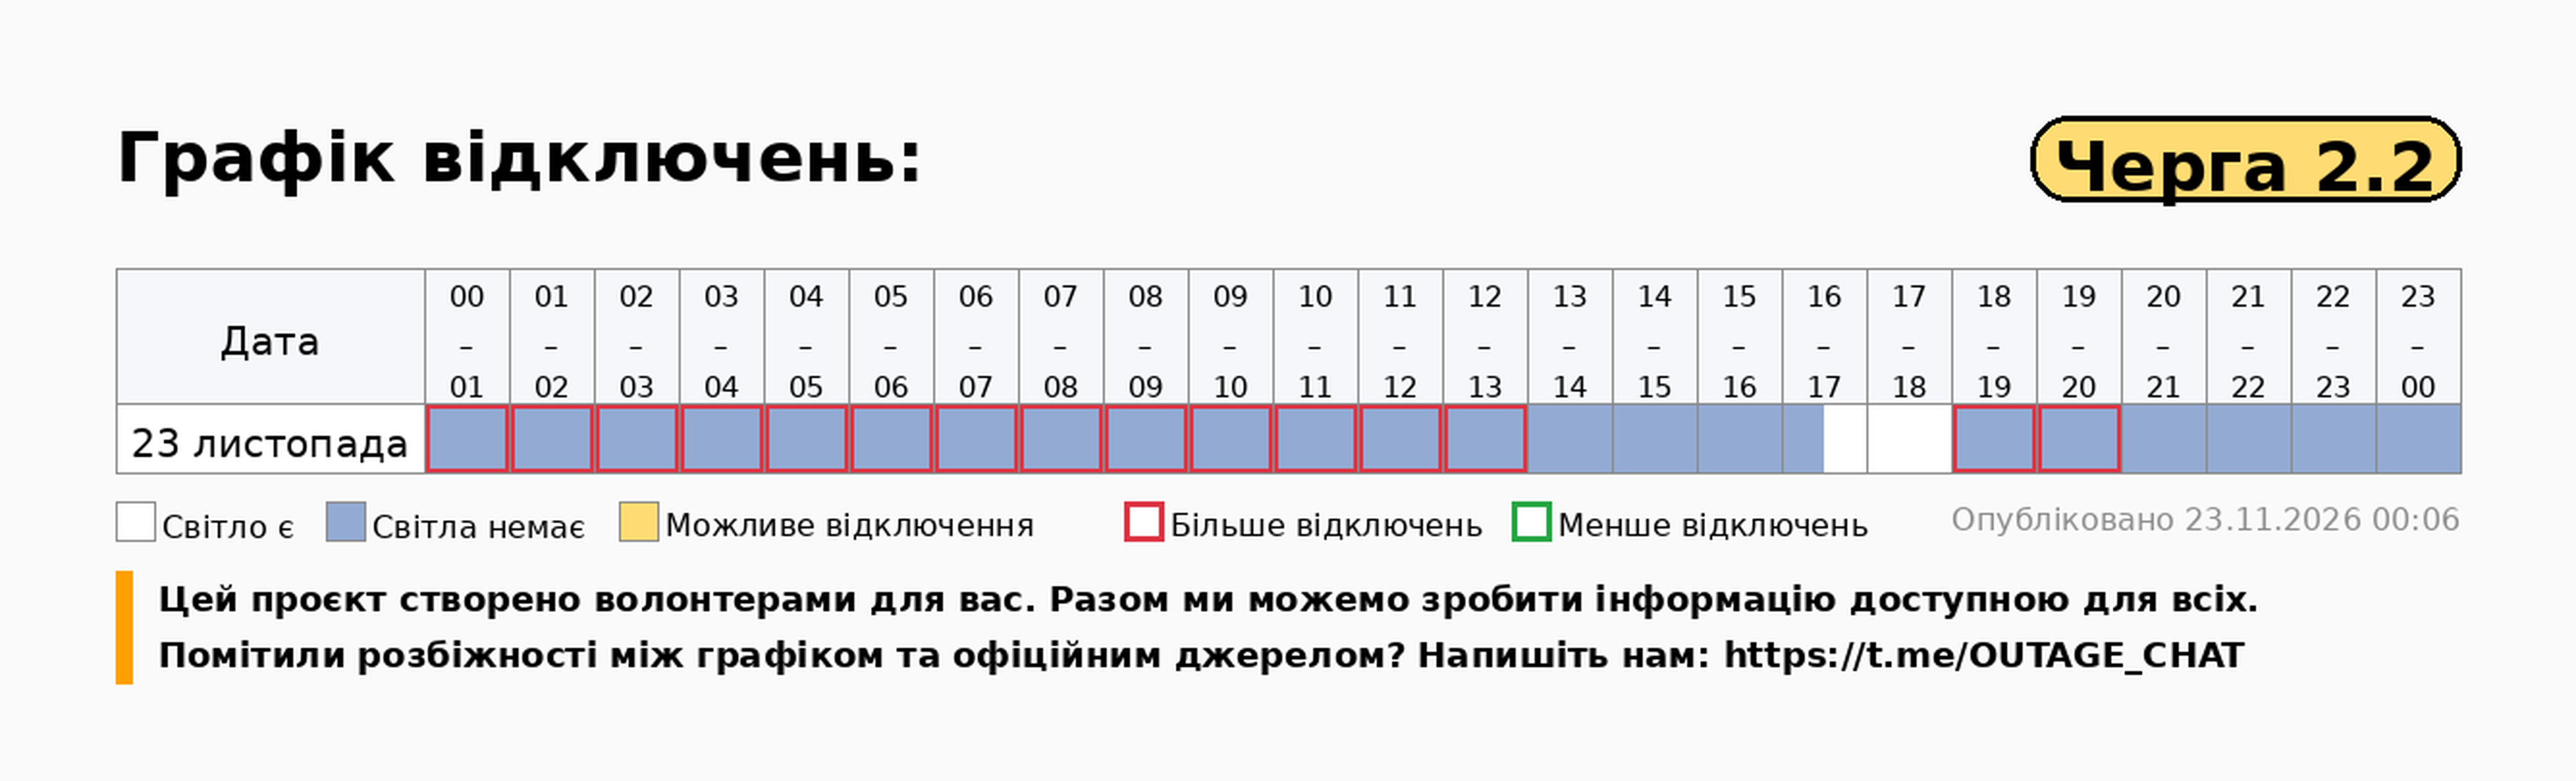 Графік відключень:
Черга 2.2
Дата
00 – 01
01 – 02
02 – 03
03 – 04
04 – 05
05 – 06
06 – 07
07 – 08
08 – 09
09 – 10
10 – 11
11 – 12
12 – 13
13 – 14
14 – 15
15 – 16
16 – 17
17 – 18
18 – 19
19 – 20
20 – 21
21 – 22
22 – 23
23 – 00
23 листопада
Світло є
Світла немає
Можливе відключення
Більше відключень
Менше відключень
Опубліковано 23.11.2026 00:06
Цей проєкт створено волонтерами для вас. Разом ми можемо зробити інформацію доступною для всіх.
Помітили розбіжності між графіком та офіційним джерелом? Напишіть нам: https://t.me/OUTAGE_CHAT